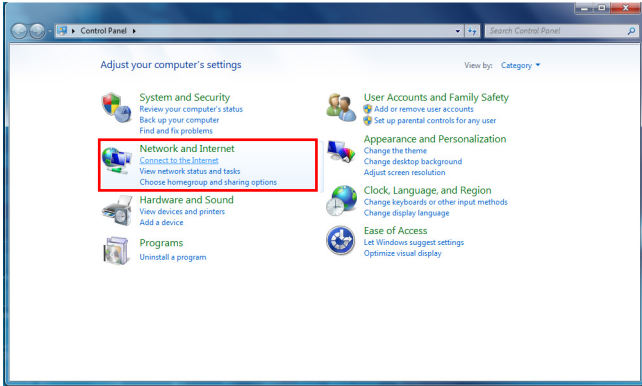 Control Panel
Search Control Panel
Adjust your computer's settings
View by: Category
System and Security
Review your computer's status
Back up your computer
Find and fix problems
Network and Internet
Connect to the Internet
View network status and tasks
Choose homegroup and sharing options
Hardware and Sound
View devices and printers
Add a device
Programs
Uninstall a program
User Accounts and Family Safety
Add or remove user accounts
Set up parental controls for any user
Appearance and Personalization
Change the theme
Change desktop background
Adjust screen resolution
Clock, Language, and Region
Change keyboards or other input methods
Change display language
Ease of Access
Let Windows suggest settings
Optimize visual display